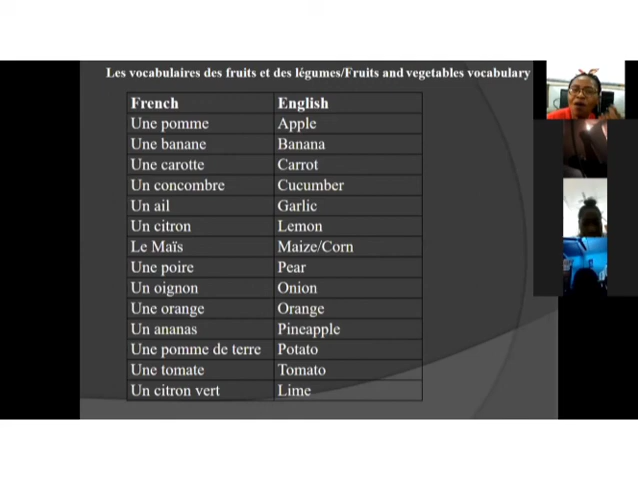 Les vocabulaires des fruits et des légumes/Fruits and vegetables vocabulary
French English
Une pomme Apple
Une banane Banana
Une carotte Carrot
Un concombre Cucumber
Un ail Garlic
Un citron Lemon
Le Maïs Maize/Corn
Une poire Pear
Un oignon Onion
Une orange Orange
Un ananas Pineapple
Une pomme de terre Potato
Une tomate Tomato
Un citron vert Lime